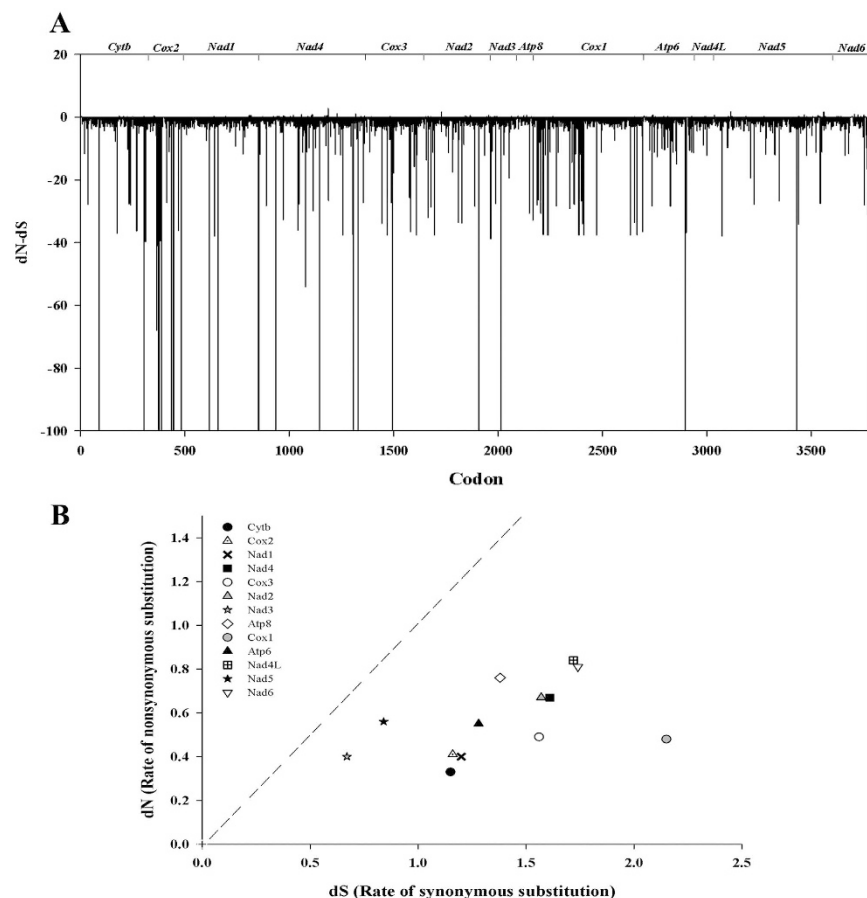 A
Cytb Cox2 Nad1 Nad4 Cox3 Nad2 Nad3 Atp8 Cox1 Atp6 Nad4L Nad5 Nad6
20
0
-20
-40
-60
-80
-100
dN-dS
0 500 1000 1500 2000 2500 3000 3500
Codon
B
Cytb
Cox2
Nad1
Nad4
Cox3
Nad2
Nad3
Atp8
Cox1
Atp6
Nad4L
Nad5
Nad6
1.4
1.2
1.0
0.8
0.6
0.4
0.2
0.0
dN (Rate of nonsynonymous substitution)
0.0 0.5 1.0 1.5 2.0 2.5
dS (Rate of synonymous substitution)